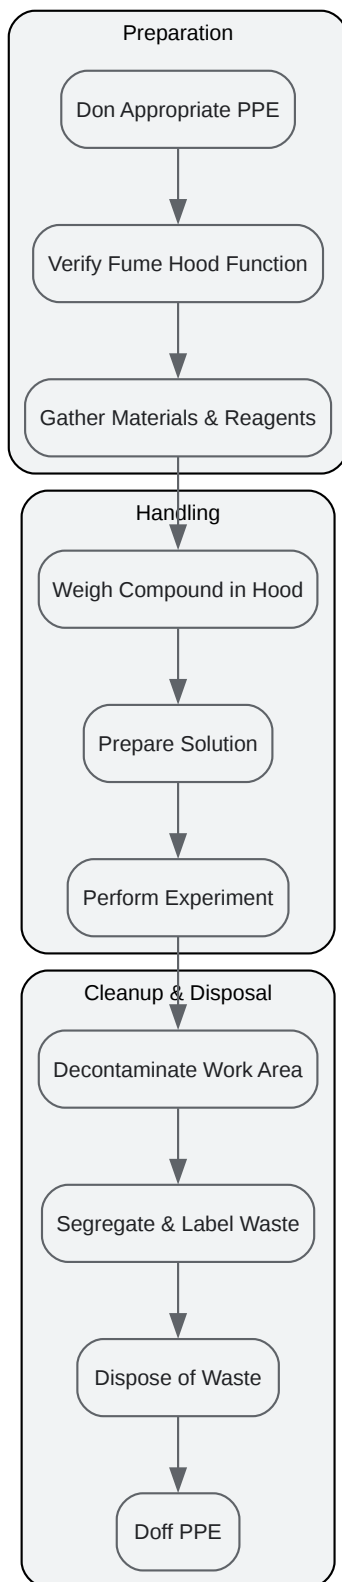 Preparation
Don Appropriate PPE
Verify Fume Hood Function
Gather Materials & Reagents
Handling
Weigh Compound in Hood
Prepare Solution
Perform Experiment
Cleanup & Disposal
Decontaminate Work Area
Segregate & Label Waste
Dispose of Waste
Doff PPE